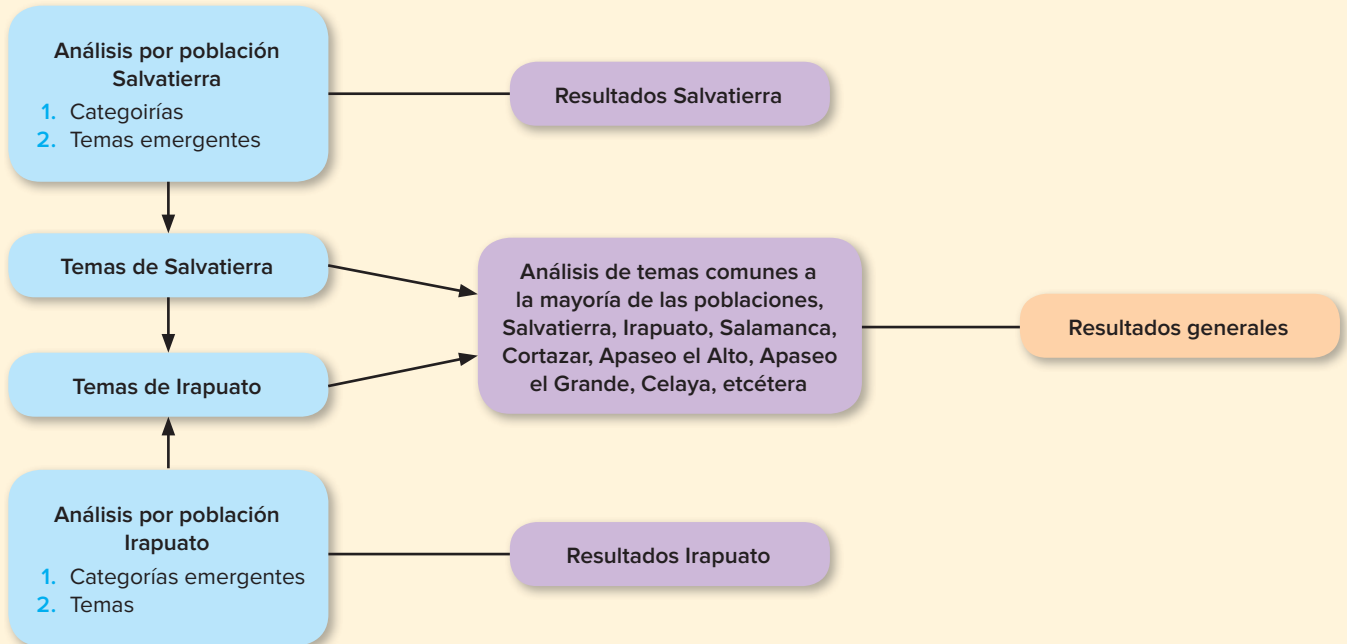 Análisis por población
Salvatierra
1. Categoirías
2. Temas emergentes
Resultados Salvatierra
Temas de Salvatierra
Temas de Irapuato
Análisis de temas comunes a
la mayoría de las poblaciones,
Salvatierra, Irapuato, Salamanca,
Cortazar, Apaseo el Alto, Apaseo
el Grande, Celaya, etcétera
Resultados generales
Análisis por población
Irapuato
1. Categorías emergentes
2. Temas
Resultados Irapuato